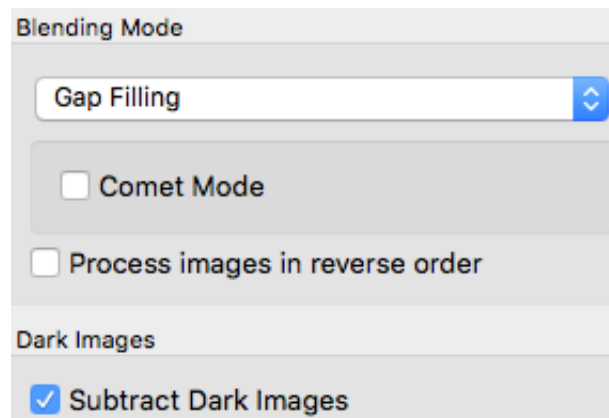 Blending Mode
Gap Filling
Comet Mode
Process images in reverse order
Dark Images
Subtract Dark Images